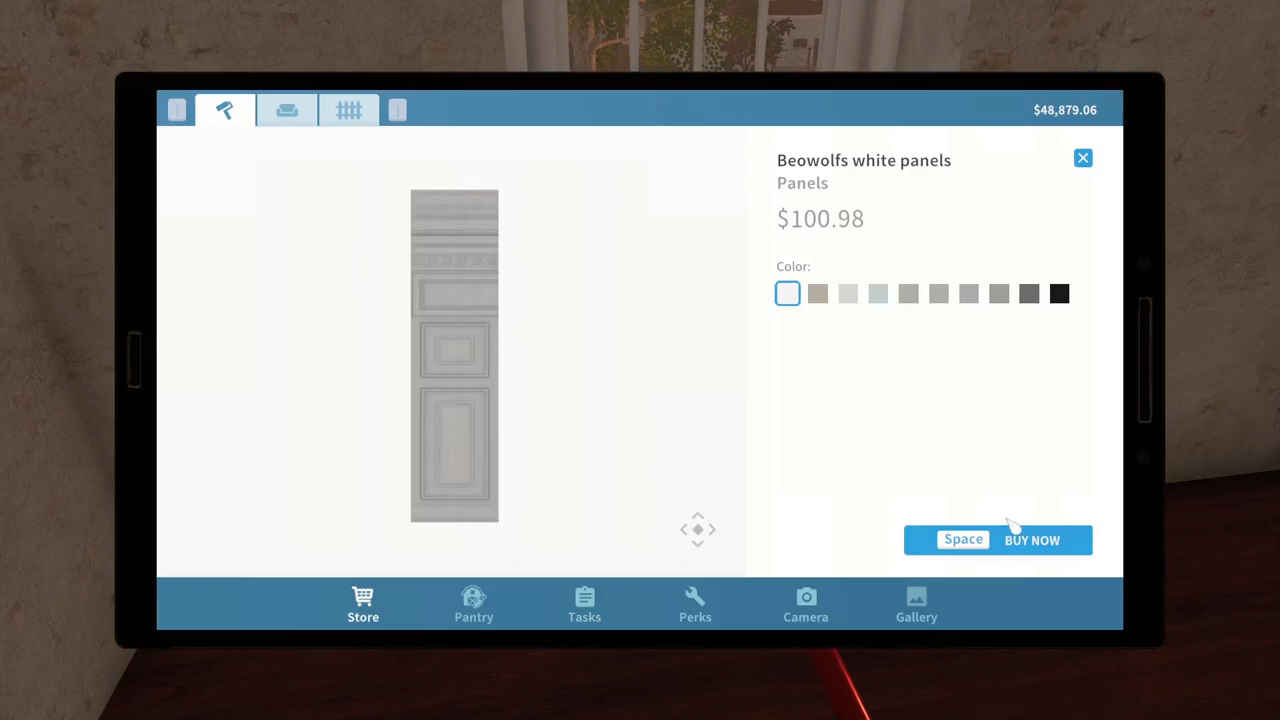 $48,879.06
Beowolfs white panels
Panels
$100.98
Color:
Space BUY NOW
Store Pantry Tasks Perks Camera Gallery